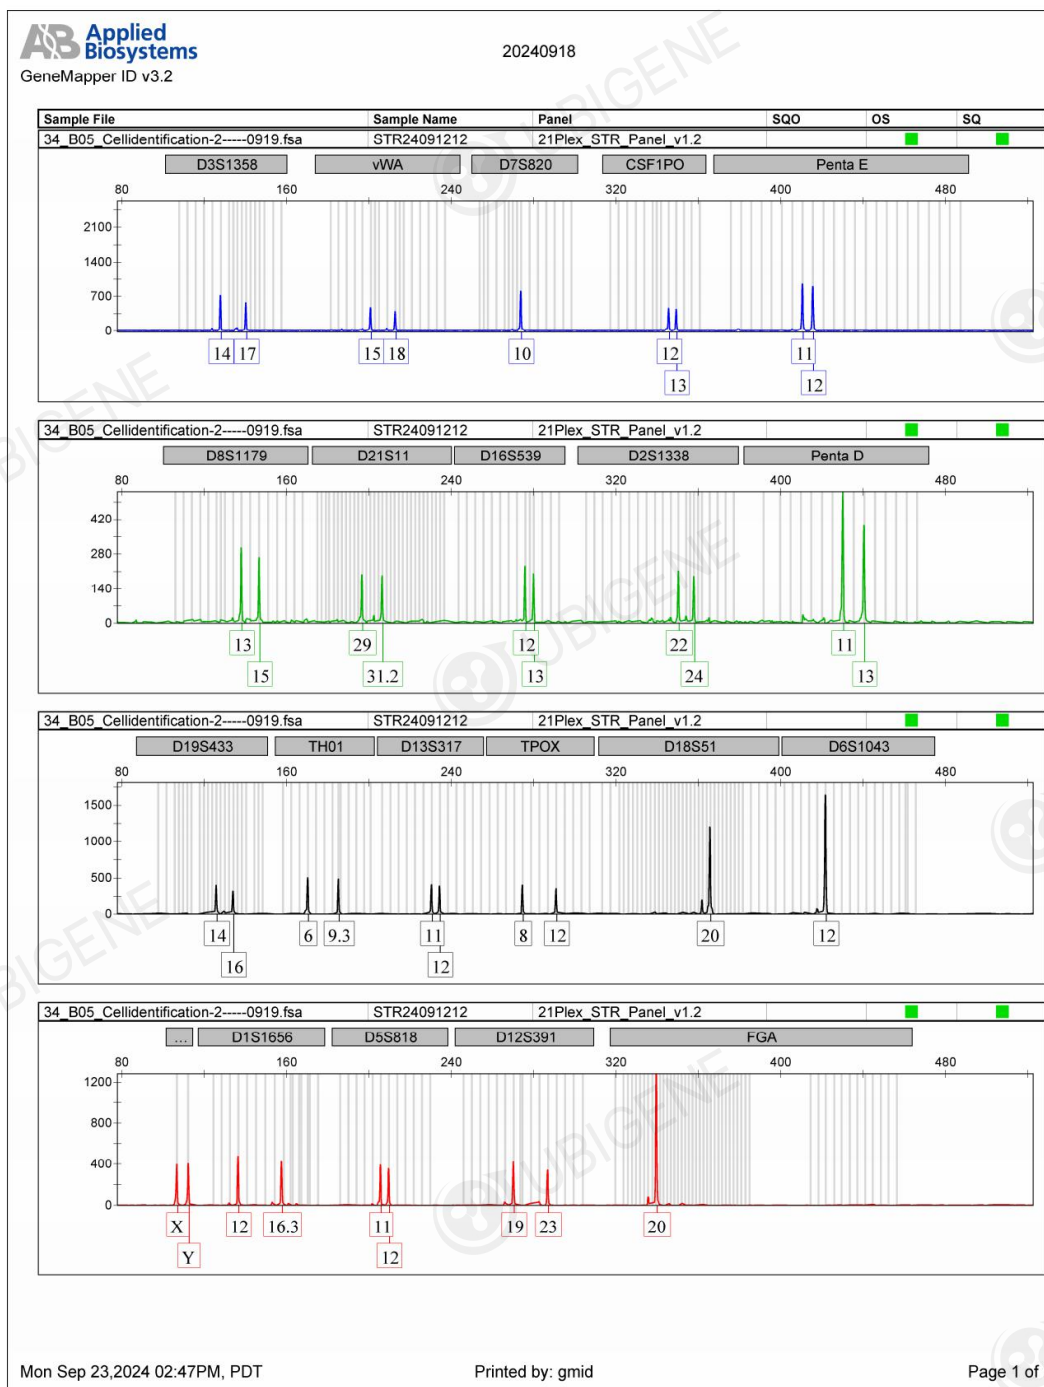 Applied
Biosystems
GeneMapper ID v3.2
20240918
Sample File Sample Name Panel SQO OS SQ
34_B05_Cellidentification-2-----0919.fsa STR24091212 21Plex_STR_Panel_v1.2
D3S1358 vWA D7S820 CSF1PO Penta E
80 160 240 320 400 480
2100
1400
700
0
14 17 15 18 10 12 11
13 12
34_B05_Cellidentification-2-----0919.fsa STR24091212 21Plex_STR_Panel_v1.2
D8S1179 D21S11 D16S539 D2S1338 Penta D
80 160 240 320 400 480
420
280
140
0
13 29 12 22 11
15 31.2 13 24 13
34_B05_Cellidentification-2-----0919.fsa STR24091212 21Plex_STR_Panel_v1.2
D19S433 TH01 D13S317 TPOX D18S51 D6S1043
80 160 240 320 400 480
1500
1000
500
0
14 6 9.3 11 8 12 20 12
16 12
34_B05_Cellidentification-2-----0919.fsa STR24091212 21Plex_STR_Panel_v1.2
... D1S1656 D5S818 D12S391 FGA
80 160 240 320 400 480
1200
800
400
0
X 12 16.3 11 19 23 20
Y 12
Mon Sep 23,2024 02:47PM, PDT Printed by: gmid Page 1 of